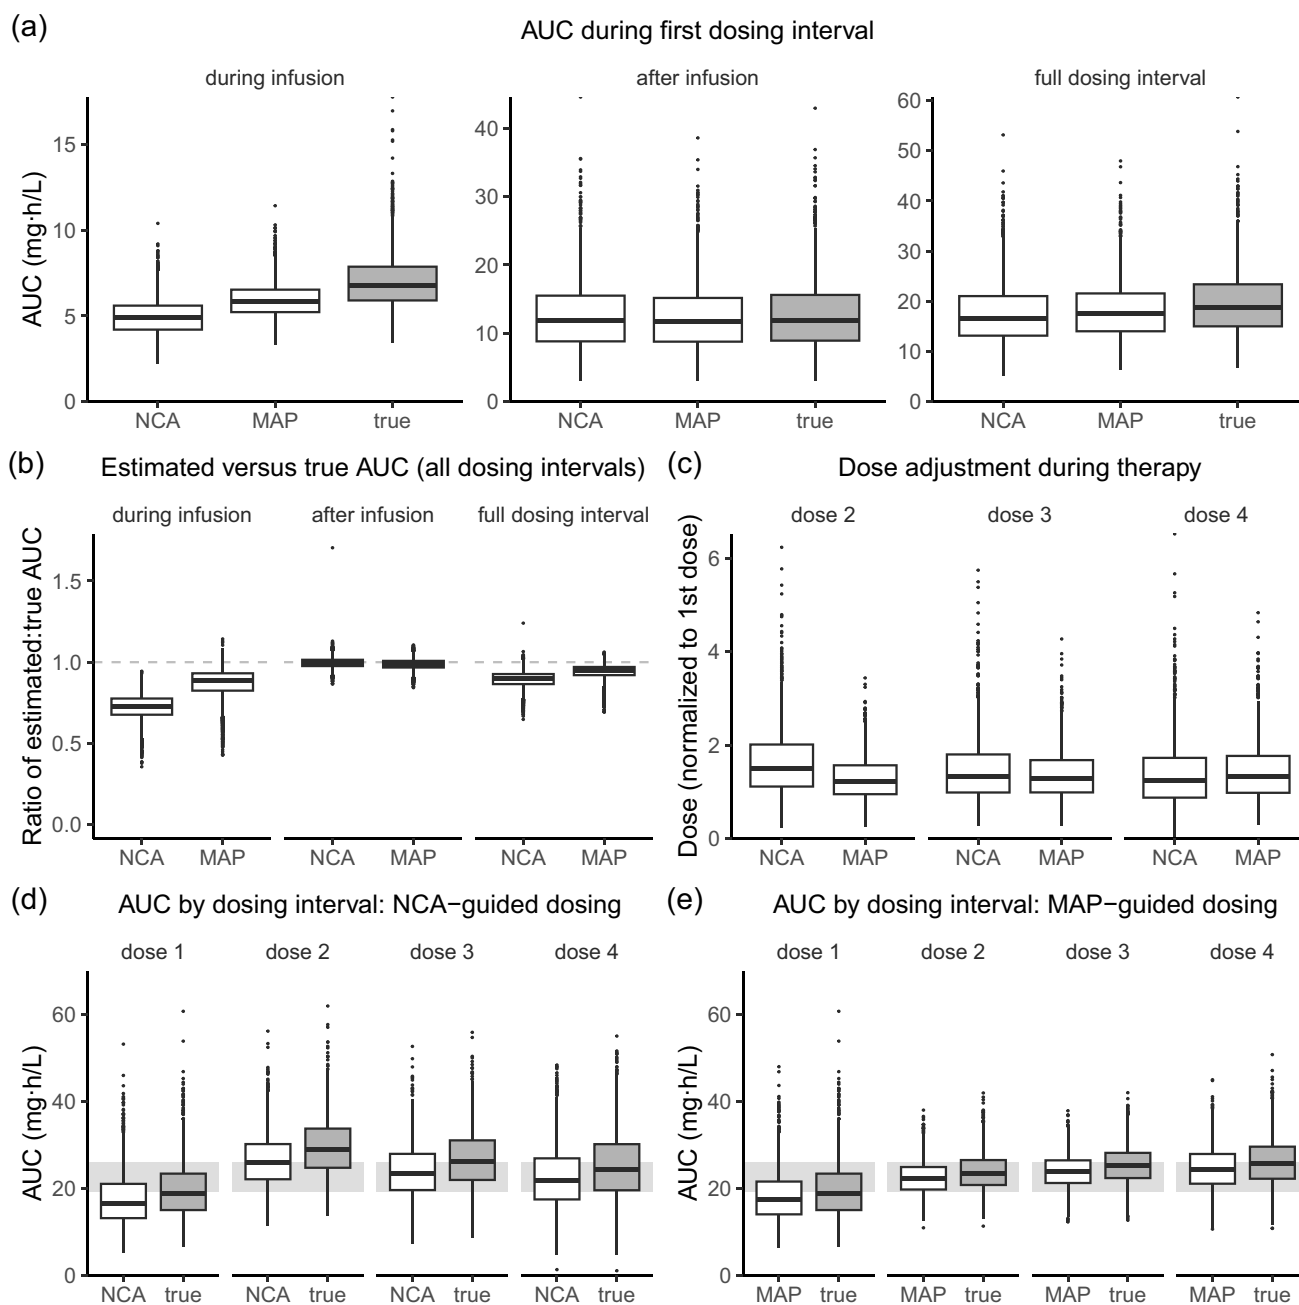 (a)
AUC during first dosing interval
during infusion
after infusion
full dosing interval
AUC (mg·h/L)
15
10
5
0
40
30
20
10
0
60
50
40
30
20
10
0
NCA MAP true
NCA MAP true
NCA MAP true
(b)
Estimated versus true AUC (all dosing intervals)
during infusion
after infusion
full dosing interval
Ratio of estimated:true AUC
1.5
1.0
0.5
0.0
NCA MAP
NCA MAP
NCA MAP
(c)
Dose adjustment during therapy
dose 2
dose 3
dose 4
Dose (normalized to 1st dose)
6
4
2
0
NCA MAP
NCA MAP
NCA MAP
(d)
AUC by dosing interval: NCA−guided dosing
dose 1
dose 2
dose 3
dose 4
AUC (mg·h/L)
60
40
20
0
NCA true
NCA true
NCA true
NCA true
(e)
AUC by dosing interval: MAP−guided dosing
dose 1
dose 2
dose 3
dose 4
AUC (mg·h/L)
60
40
20
0
MAP true
MAP true
MAP true
MAP true